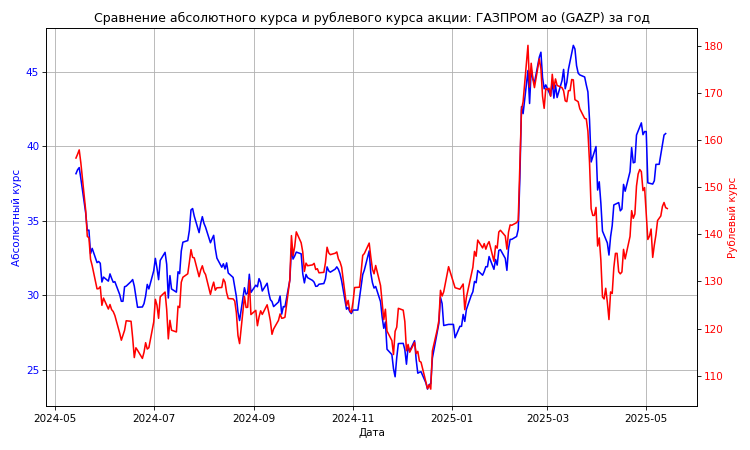 Сравнение абсолютного курса и рублевого курса акции: ГАЗПРОМ ао (GAZP) за год
Абсолютный курс
45
40
35
30
25
180
170
160
150
140
130
120
110
Рублевый курс
2024-05 2024-07 2024-09 2024-11 2025-01 2025-03 2025-05
Дата